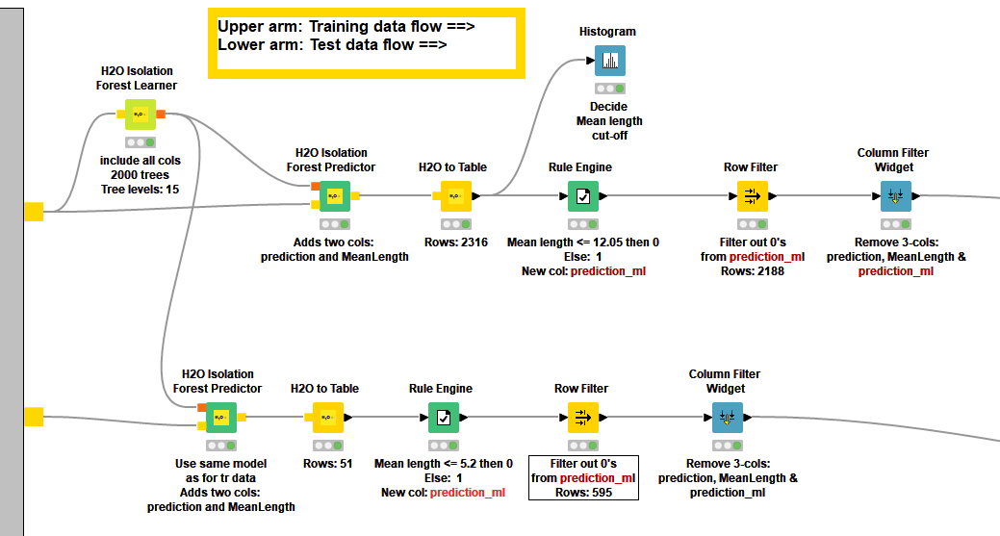 Upper arm: Training data flow ==>
Lower arm: Test data flow ==>
Histogram
Decide
Mean length
cut-off
H2O Isolation
Forest Learner
include all cols
2000 trees
Tree levels: 15
H2O Isolation
Forest Predictor
Adds two cols:
prediction and MeanLength
H2O to Table
Rows: 2316
Rule Engine
Mean length <= 12.05 then 0
Else: 1
New col: prediction_ml
Row Filter
Filter out 0's
from prediction_ml
Rows: 2188
Column Filter
Widget
Remove 3-cols:
prediction, MeanLength &
prediction_ml
H2O Isolation
Forest Predictor
Use same model
as for tr data
Adds two cols:
prediction and MeanLength
H2O to Table
Rows: 51
Rule Engine
Mean length <= 5.2 then 0
Else: 1
New col: prediction_ml
Row Filter
Filter out 0's
from prediction_ml
Rows: 595
Column Filter
Widget
Remove 3-cols:
prediction, MeanLength &
prediction_ml